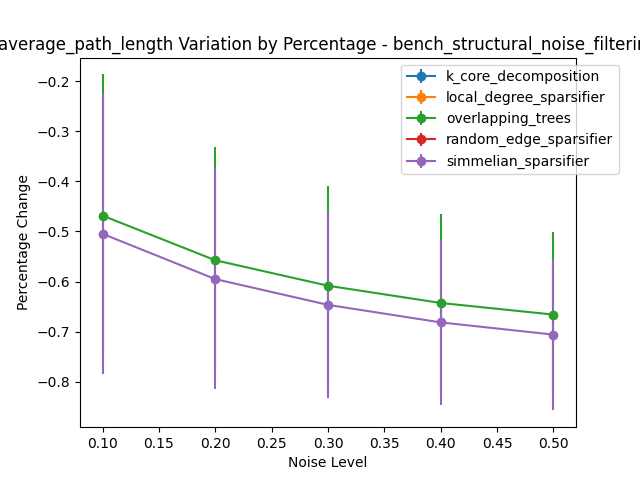 average_path_length Variation by Percentage - bench_structural_noise_filterin
k_core_decomposition
local_degree_sparsifier
overlapping_trees
random_edge_sparsifier
simmelian_sparsifier
Percentage Change
−0.2
−0.3
−0.4
−0.5
−0.6
−0.7
−0.8
0.10 0.15 0.20 0.25 0.30 0.35 0.40 0.45 0.50
Noise Level